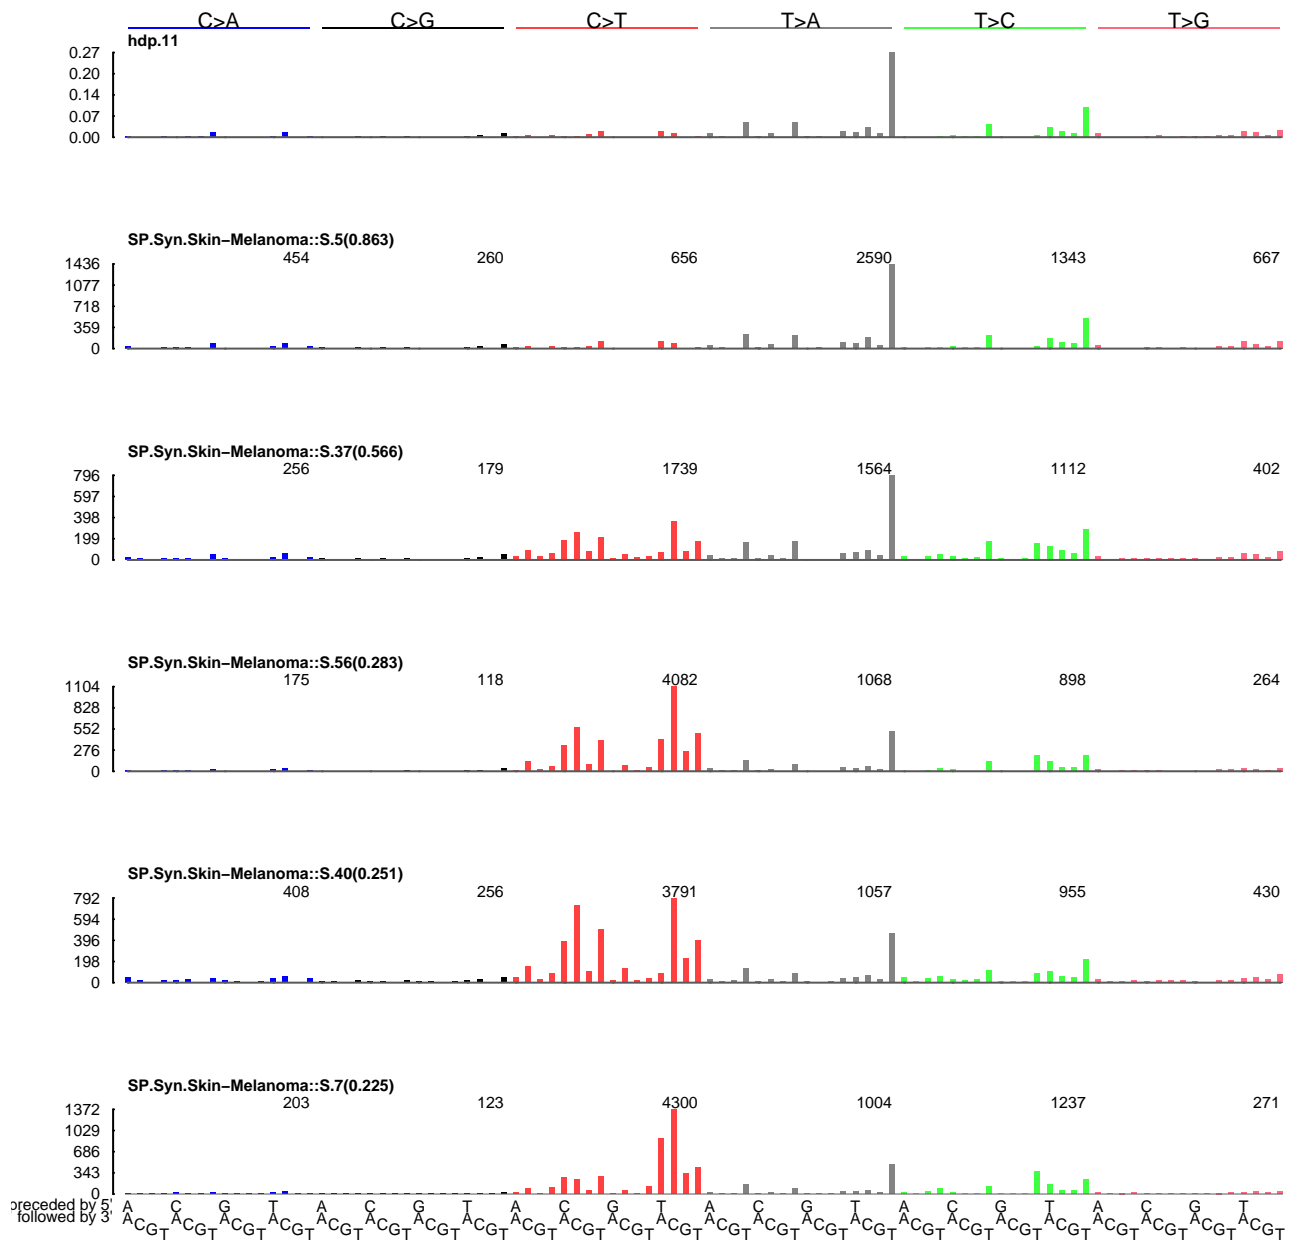 C>A C>G C>T T>A T>C T>G
hdp.11
0.27
0.20
0.14
0.07
0.00
SP.Syn.Skin−Melanoma::S.5(0.863)
454 260 656 2590 1343 667
1436
1077
718
359
0
SP.Syn.Skin−Melanoma::S.37(0.566)
256 179 1739 1564 1112 402
796
597
398
199
0
SP.Syn.Skin−Melanoma::S.56(0.283)
175 118 4082 1068 898 264
1104
828
552
276
0
SP.Syn.Skin−Melanoma::S.40(0.251)
408 256 3791 1057 955 430
792
594
396
198
0
SP.Syn.Skin−Melanoma::S.7(0.225)
203 123 4300 1004 1237 271
1372
1029
686
343
0
preceded by 5' A C G T A C G T A C G T A C G T A C G T A C G T
followed by 3' A C G T A C G T A C G T A C G T A C G T A C G T A C G T A C G T A C G T A C G T A C G T A C G T A C G T A C G T A C G T A C G T A C G T A C G T A C G T A C G T A C G T A C G T A C G T A C G T